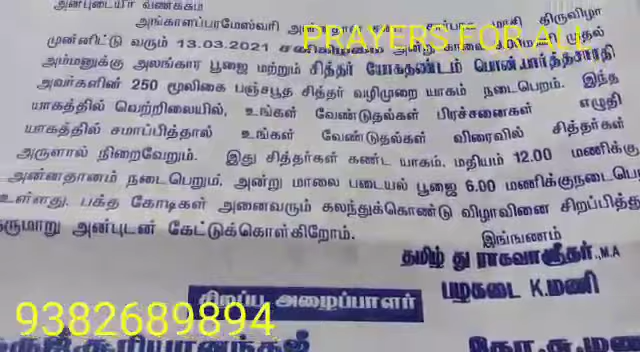 அன்புடையீர் வணக்கம்
அங்காளபரமேஸ்வரி திருவிழா
PRAYERS FOR ALL
முன்னிட்டு வரும் 13.03.2021 அன்று காலை முதல்
அம்மனுக்கு அலங்கார பூஜை மற்றும் சித்தர் யோகதண்டம் பொன்.பார்த்தசாரதி
அவர்களின் 250 மூலிகை பஞ்சபூத சித்தர் வழிமுறை யாகம் நடைபெறம். இந்த
யாகத்தில் வெற்றிலையில், உங்கள் வேண்டுதல்கள் பிரச்சனைகள் எழுதி
யாகத்தில் சமாப்பித்தால் உங்கள் வேண்டுதல்கள் விரைவில் சித்தர்கள்
அருளால் நிறைவேறும். இது சித்தர்கள் கண்ட யாகம். மதியம் 12.00 மணிக்கு
அன்னதானம் நடைபெறும், அன்று மாலை படையல் பூஜை 6.00 மணிக்குநடைபெ
உள்ளது. பக்த கோடிகள் அனைவரும் கலந்துக்கொண்டு விழாவினை சிறப்பித்த
தருமாறு அன்புடன் கேட்டுக்கொள்கிறோம்.
இங்ஙனம்
தமிழ் து ராகவாஸ்ரீதர்.,M.A
பழகடை K.மணி
சிறப்பு அழைப்பாளர்
9382689894